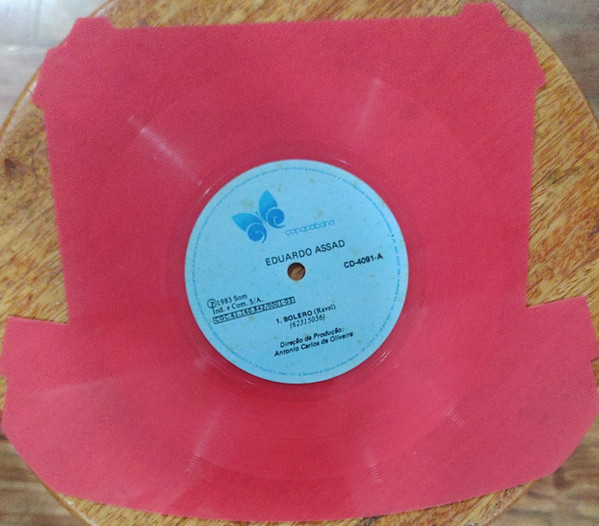 copacabana
EDUARDO ASSAD
CD-4091-A
℗1983 Som
Ind. e Com. S/A.
1. BOLERO (Ravel)
(62315056)
Direção de Produção:
Antonio Carlos de Oliveira